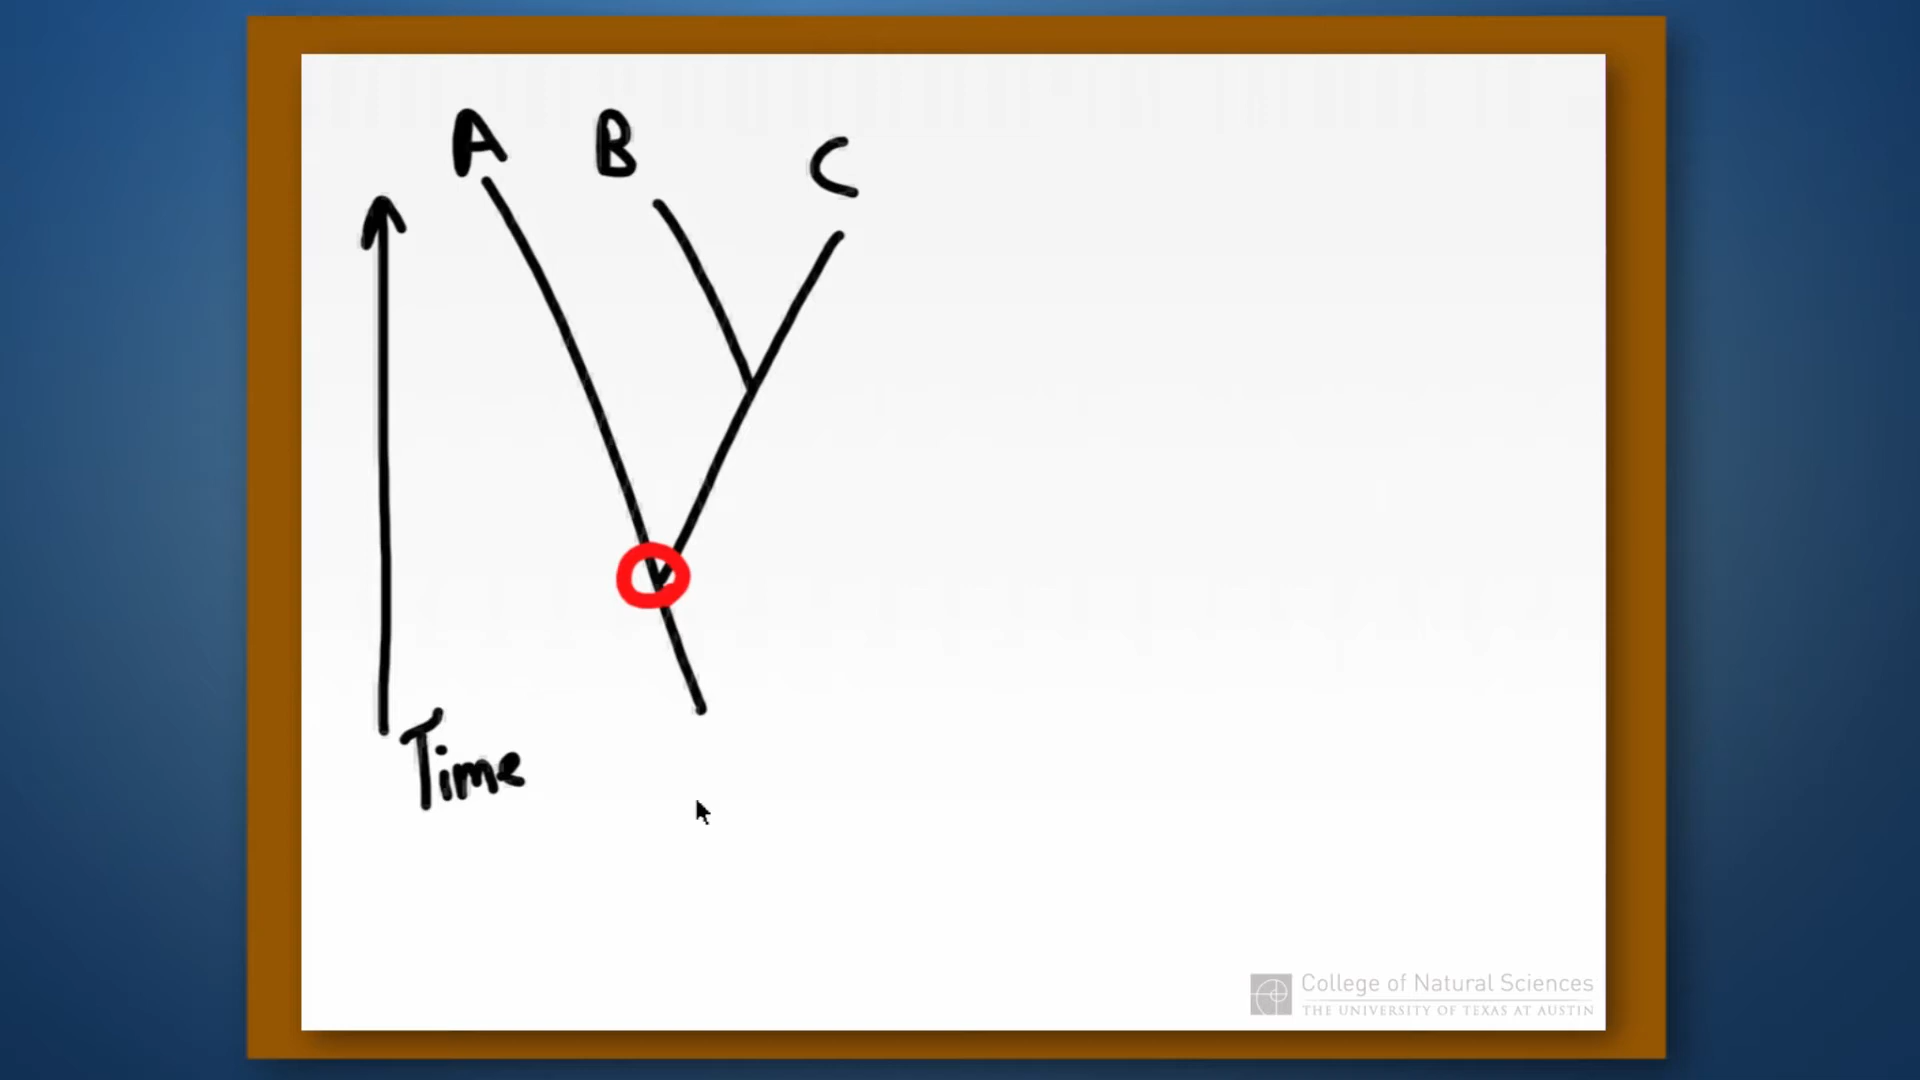 A B C
Time
College of Natural Sciences
THE UNIVERSITY OF TEXAS AT AUSTIN